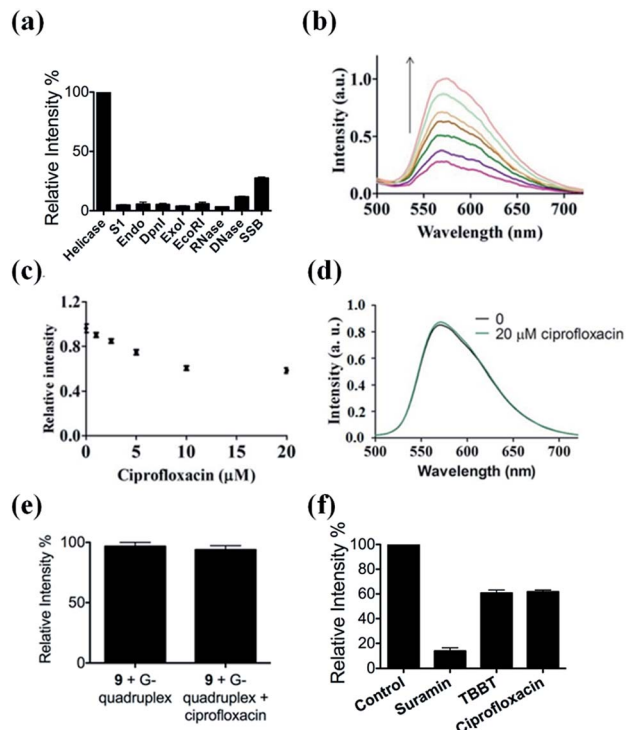 (a)
Relative Intensity %
100
50
0
Helicase
S1
Endo
DpnI
ExoI
EcoRI
RNase
DNase
SSB
(b)
Intensity (a.u.)
1.0
0.5
0.0
500 550 600 650 700
Wavelength (nm)
(c)
Relative intensity
1.2
0.8
0.4
0.0
0 5 10 15 20
Ciprofloxacin (µM)
(d)
Intensity (a. u.)
1.0
0.8
0.6
0.4
0.2
0.0
0
20 µM ciprofloxacin
500 550 600 650 700
Wavelength (nm)
(e)
Relative Intensity %
100
50
0
9 + G-
quadruplex
9 + G-
quadruplex +
ciprofloxacin
(f)
Relative Intensity %
100
80
60
40
20
0
Control
Suramin
TBBT
Ciprofloxacin